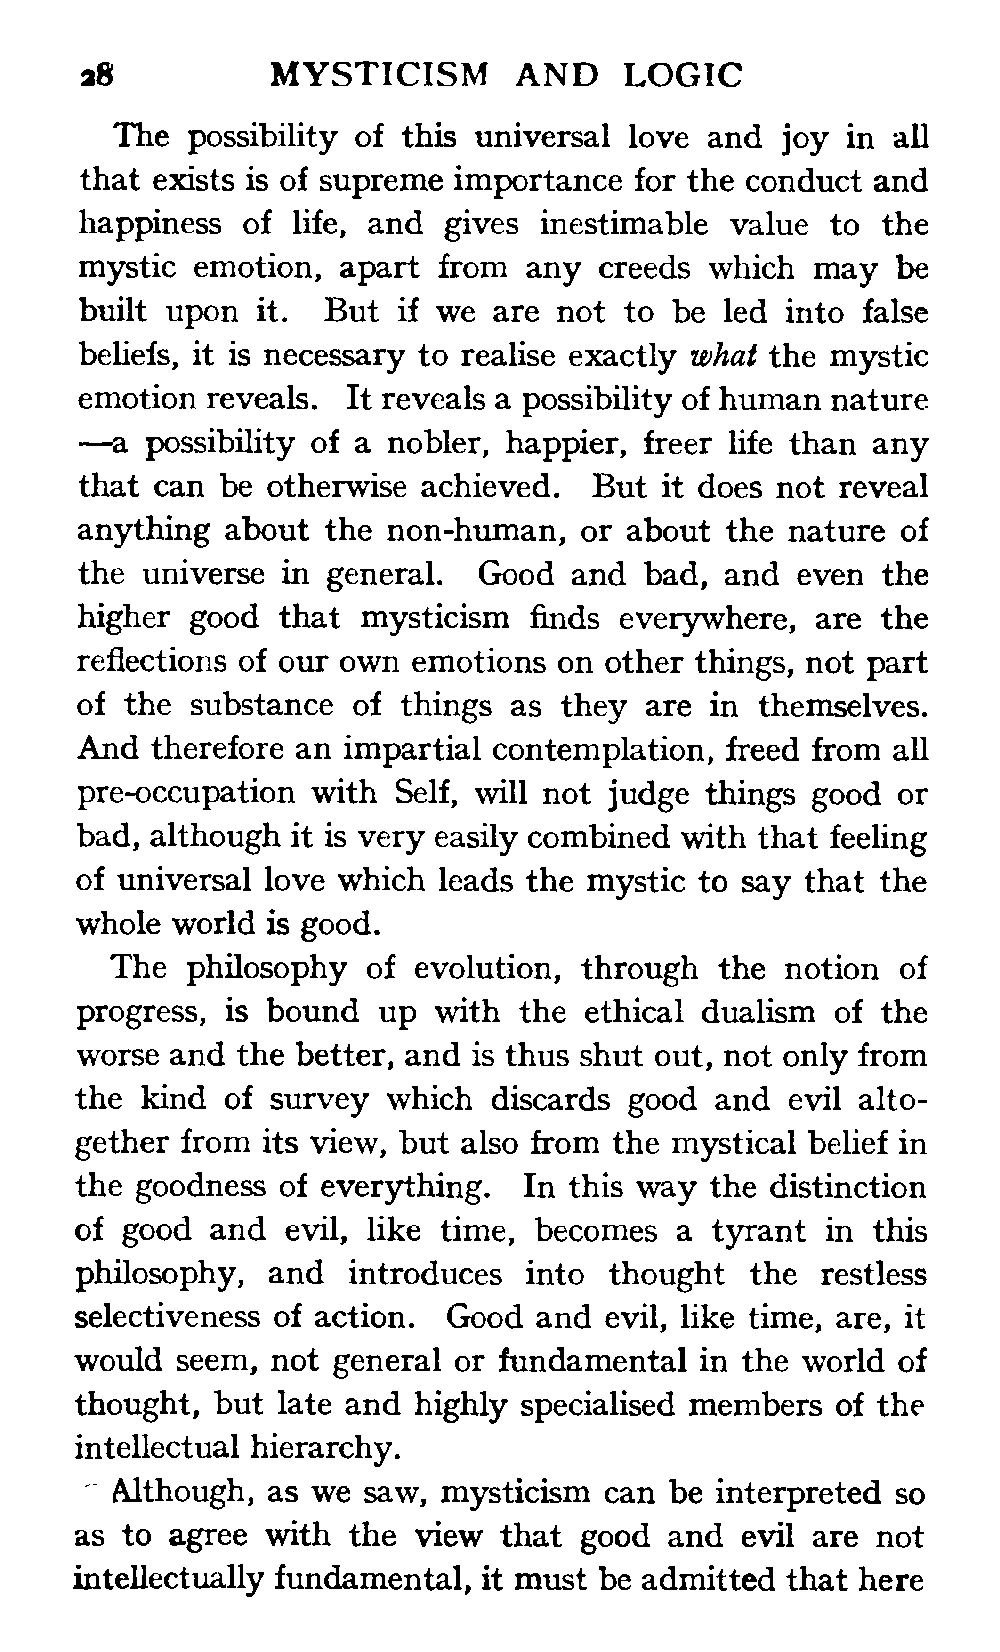 28 MYSTICISM AND LOGIC
The possibility of this universal love and joy in all
that exists is of supreme importance for the conduct and
happiness of life, and gives inestimable value to the
mystic emotion, apart from any creeds which may be
built upon it. But if we are not to be led into false
beliefs, it is necessary to realise exactly what the mystic
emotion reveals. It reveals a possibility of human nature
—a possibility of a nobler, happier, freer life than any
that can be otherwise achieved. But it does not reveal
anything about the non-human, or about the nature of
the universe in general. Good and bad, and even the
higher good that mysticism finds everywhere, are the
reflections of our own emotions on other things, not part
of the substance of things as they are in themselves.
And therefore an impartial contemplation, freed from all
pre-occupation with Self, will not judge things good or
bad, although it is very easily combined with that feeling
of universal love which leads the mystic to say that the
whole world is good.
The philosophy of evolution, through the notion of
progress, is bound up with the ethical dualism of the
worse and the better, and is thus shut out, not only from
the kind of survey which discards good and evil alto-
gether from its view, but also from the mystical belief in
the goodness of everything. In this way the distinction
of good and evil, like time, becomes a tyrant in this
philosophy, and introduces into thought the restless
selectiveness of action. Good and evil, like time, are, it
would seem, not general or fundamental in the world of
thought, but late and highly specialised members of the
intellectual hierarchy.
Although, as we saw, mysticism can be interpreted so
as to agree with the view that good and evil are not
intellectually fundamental, it must be admitted that here